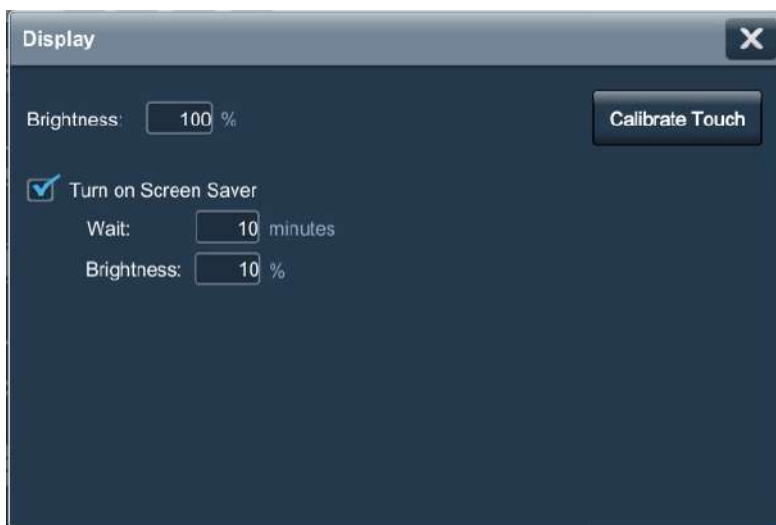 Display
Brightness: 100 %
Calibrate Touch
Turn on Screen Saver
Wait: 10 minutes
Brightness: 10 %